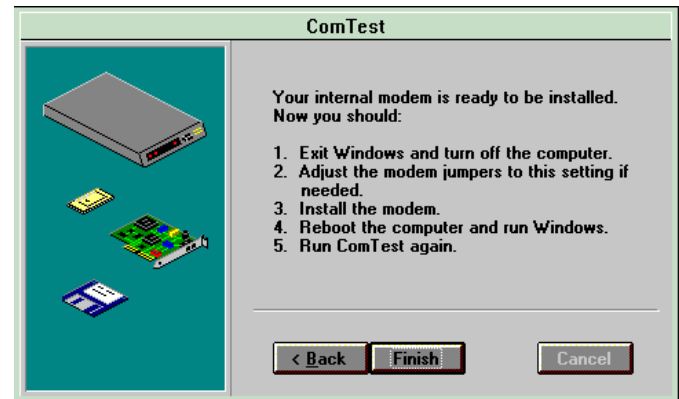 ComTest
Your internal modem is ready to be installed.
Now you should:
1. Exit Windows and turn off the computer.
2. Adjust the modem jumpers to this setting if
needed.
3. Install the modem.
4. Reboot the computer and run Windows.
5. Run ComTest again.
< Back
Finish
Cancel